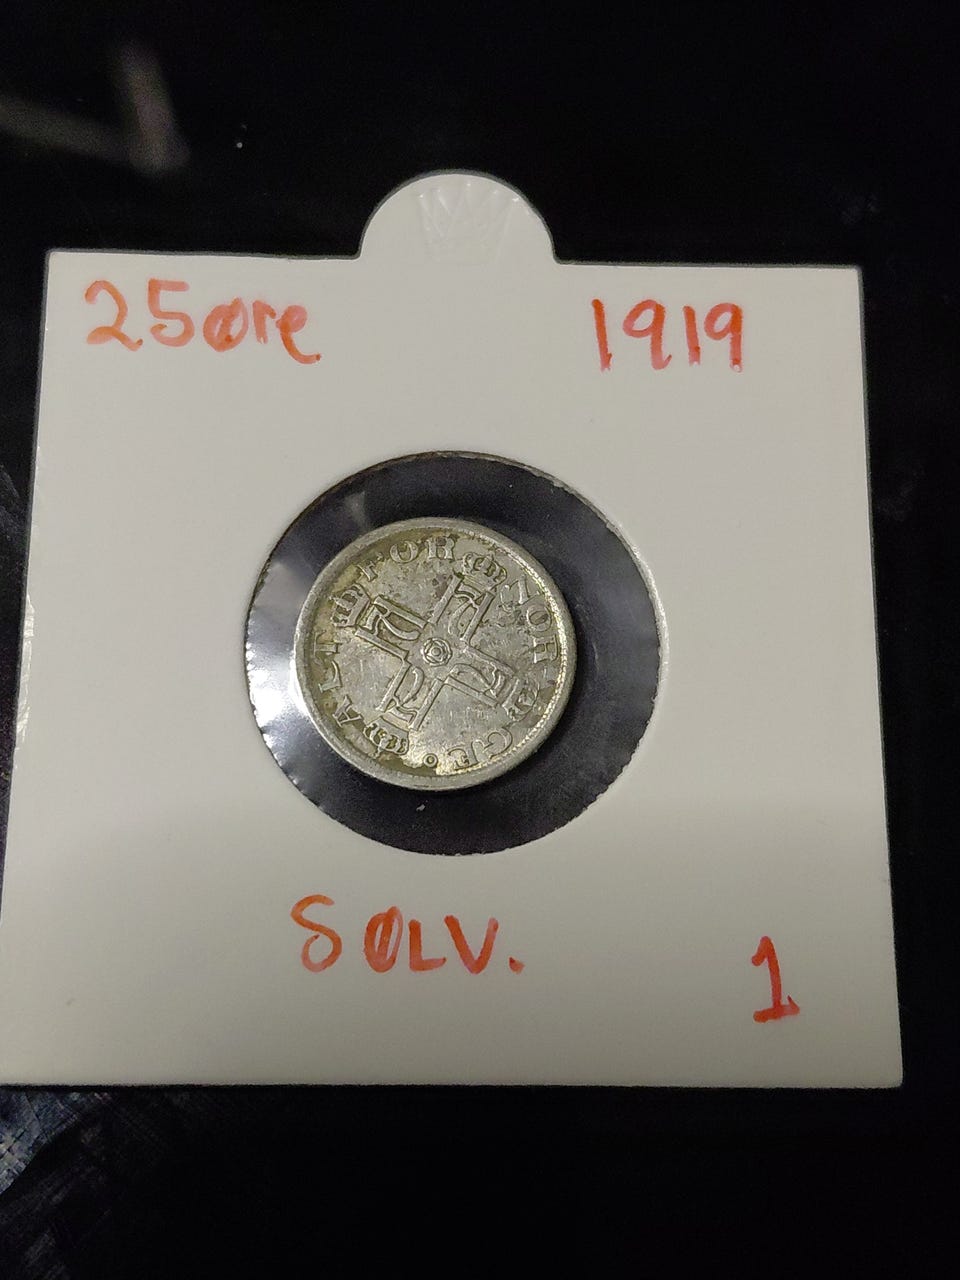 25øre 1919
ALT FOR NORGE
SØLV.
1